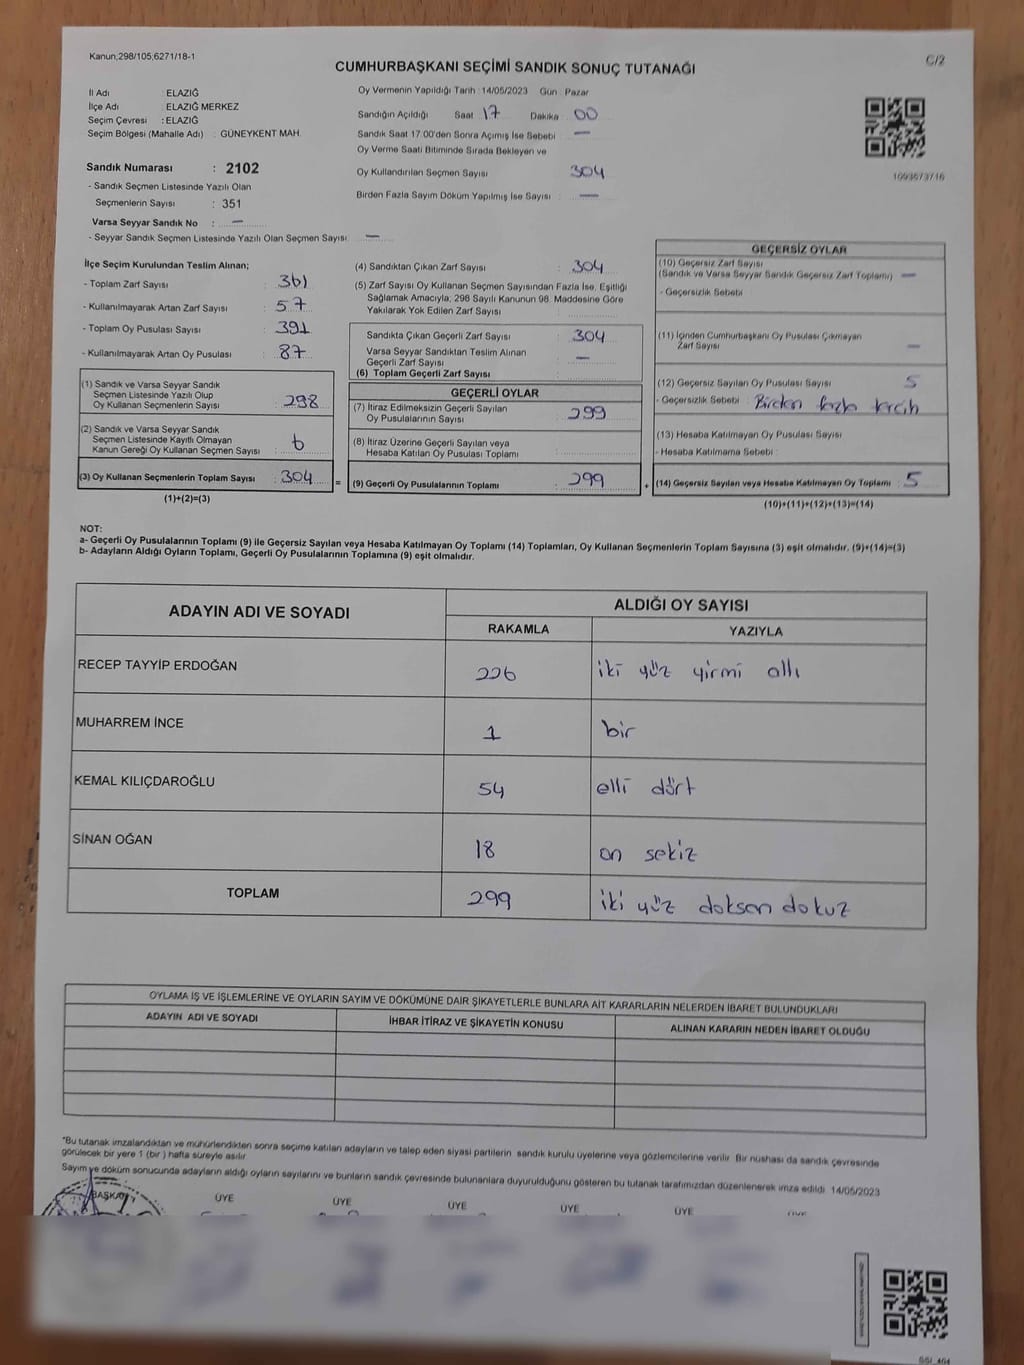 Kanun;298/105;6271/18-1
C/2
CUMHURBAŞKANI SEÇİMİ SANDIK SONUÇ TUTANAĞI
İl Adı : ELAZIĞ
İlçe Adı : ELAZIĞ MERKEZ
Seçim Çevresi : ELAZIĞ
Seçim Bölgesi (Mahalle Adı) : GÜNEYKENT MAH.
Sandık Numarası : 2102
- Sandık Seçmen Listesinde Yazılı Olan
Seçmenlerin Sayısı : 351
Varsa Seyyar Sandık No : —
- Seyyar Sandık Seçmen Listesinde Yazılı Olan Seçmen Sayısı: —
Oy Vermenin Yapıldığı Tarih : 14/05/2023 Gün : Pazar
Sandığın Açıldığı Saat : 17 Dakika : 00
Sandık Saat 17.00'den Sonra Açılmış İse Sebebi : —
Oy Verme Saati Bitiminde Sırada Bekleyen ve
Oy Kullandırılan Seçmen Sayısı : 304
Birden Fazla Sayım Döküm Yapılmış İse Sayısı : —
1093673716
İlçe Seçim Kurulundan Teslim Alınan;
- Toplam Zarf Sayısı : 361
- Kullanılmayarak Artan Zarf Sayısı : 57
- Toplam Oy Pusulası Sayısı : 391
- Kullanılmayarak Artan Oy Pusulası : 87
(1) Sandık ve Varsa Seyyar Sandık
Seçmen Listesinde Yazılı Olup
Oy Kullanan Seçmenlerin Sayısı : 298
(2) Sandık ve Varsa Seyyar Sandık
Seçmen Listesinde Kayıtlı Olmayan
Kanun Gereği Oy Kullanan Seçmen Sayısı : 6
(3) Oy Kullanan Seçmenlerin Toplam Sayısı : 304
(1)+(2)=(3)
=
(4) Sandıktan Çıkan Zarf Sayısı : 304
(5) Zarf Sayısı Oy Kullanan Seçmen Sayısından Fazla İse, Eşitliği
Sağlamak Amacıyla; 298 Sayılı Kanunun 98. Maddesine Göre
Yakılarak Yok Edilen Zarf Sayısı :
Sandıkta Çıkan Geçerli Zarf Sayısı : 304
Varsa Seyyar Sandıktan Teslim Alınan
Geçerli Zarf Sayısı : —
(6) Toplam Geçerli Zarf Sayısı :
GEÇERLİ OYLAR
(7) İtiraz Edilmeksizin Geçerli Sayılan
Oy Pusulalarının Sayısı : 299
(8) İtiraz Üzerine Geçerli Sayılan veya
Hesaba Katılan Oy Pusulası Toplamı :
(9) Geçerli Oy Pusulalarının Toplamı : 299
+
GEÇERSİZ OYLAR
(10) Geçersiz Zarf Sayısı
(Sandık ve Varsa Seyyar Sandık Geçersiz Zarf Toplamı) : —
- Geçersizlik Sebebi :
(11) İçinden Cumhurbaşkanı Oy Pusulası Çıkmayan
Zarf Sayısı : —
(12) Geçersiz Sayılan Oy Pusulası Sayısı : 5
- Geçersizlik Sebebi : Birden fazla tercih
(13) Hesaba Katılmayan Oy Pusulası Sayısı :
- Hesaba Katılmama Sebebi :
(14) Geçersiz Sayılan veya Hesaba Katılmayan Oy Toplamı : 5
(10)+(11)+(12)+(13)=(14)
NOT:
a- Geçerli Oy Pusulalarının Toplamı (9) ile Geçersiz Sayılan veya Hesaba Katılmayan Oy Toplamı (14) Toplamları, Oy Kullanan Seçmenlerin Toplam Sayısına (3) eşit olmalıdır. (9)+(14)=(3)
b- Adayların Aldığı Oyların Toplamı, Geçerli Oy Pusulalarının Toplamına (9) eşit olmalıdır.
ADAYIN ADI VE SOYADI ALDIĞI OY SAYISI
RAKAMLA YAZIYLA
RECEP TAYYİP ERDOĞAN 226 iki yüz yirmi altı
MUHARREM İNCE 1 bir
KEMAL KILIÇDAROĞLU 54 elli dört
SİNAN OĞAN 18 on sekiz
TOPLAM 299 iki yüz doksan dokuz
OYLAMA İŞ VE İŞLEMLERİNE VE OYLARIN SAYIM VE DÖKÜMÜNE DAİR ŞİKAYETLERLE BUNLARA AİT KARARLARIN NELERDEN İBARET BULUNDUKLARI
ADAYIN ADI VE SOYADI İHBAR İTİRAZ VE ŞİKAYETİN KONUSU ALINAN KARARIN NEDEN İBARET OLDUĞU
*Bu tutanak imzalandıktan ve mühürlendikten sonra seçime katılan adayların ve talep eden siyasi partilerin sandık kurulu üyelerine veya gözlemcilerine verilir. Bir nüshası da sandık çevresinde
görülecek bir yere 1 (bir) hafta süreyle asılır.
Sayım ve döküm sonucunda adayların aldığı oyların sayılarını ve bunların sandık çevresinde bulunanlara duyurulduğunu gösteren bu tutanak tarafımızdan düzenlenerek imza edildi. 14/05/2023
BAŞKAN ÜYE ÜYE ÜYE ÜYE ÜYE ÜYE